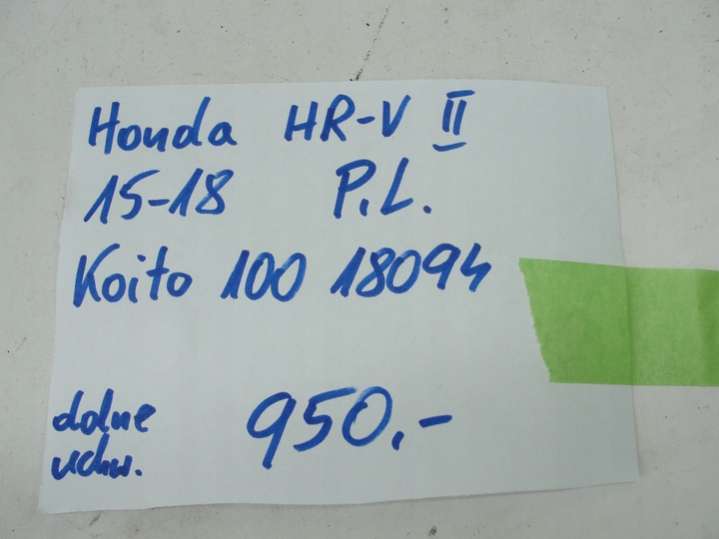 Honda HR-V II
15-18 P.L.
Koito 100 18094
dolne 950,-
uchw.